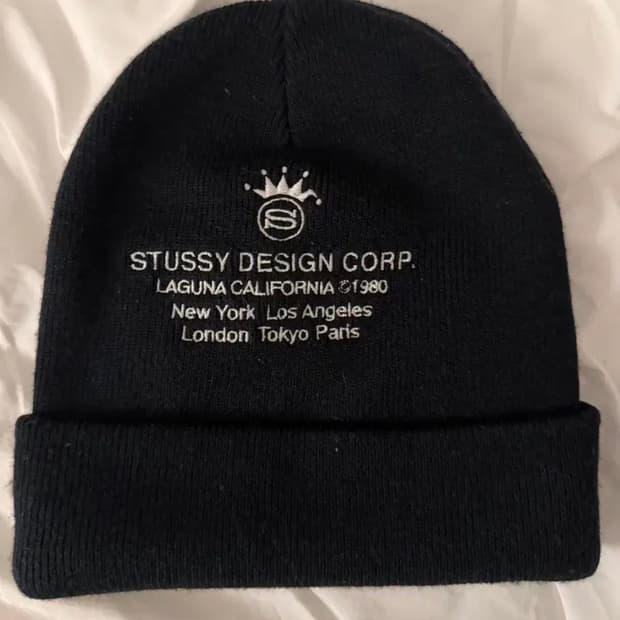 S
STUSSY DESIGN CORP.
LAGUNA CALIFORNIA ©1980
New York Los Angeles
London Tokyo Paris